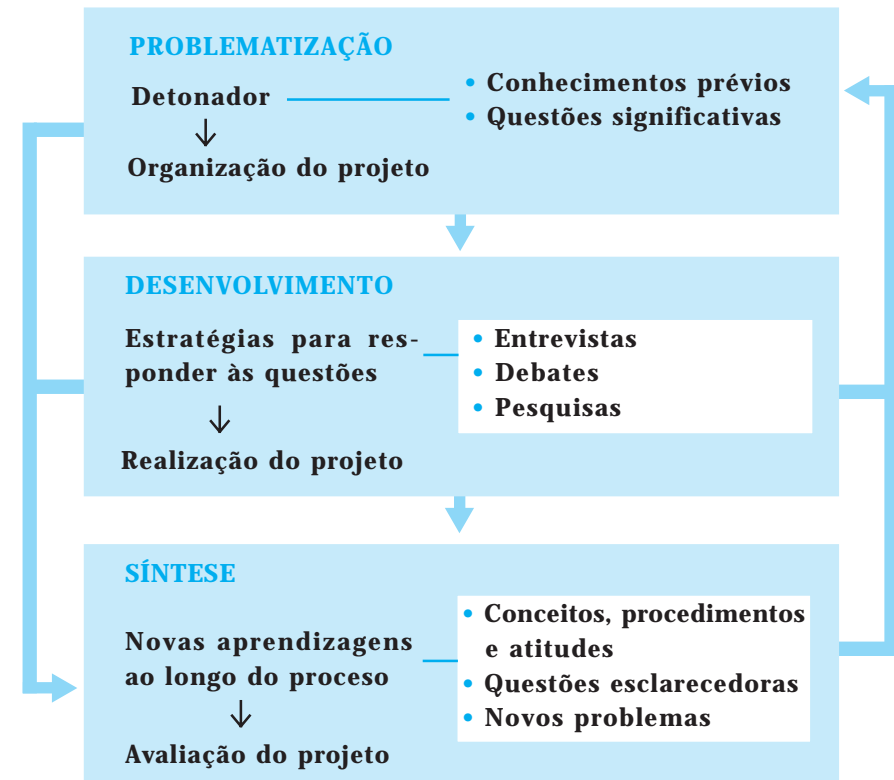 PROBLEMATIZAÇÃO
Detonador
• Conhecimentos prévios
• Questões significativas
Organização do projeto
DESENVOLVIMENTO
Estratégias para res-
ponder às questões
• Entrevistas
• Debates
• Pesquisas
Realização do projeto
SÍNTESE
Novas aprendizagens
ao longo do proceso
• Conceitos, procedimentos
e atitudes
• Questões esclarecedoras
• Novos problemas
Avaliação do projeto